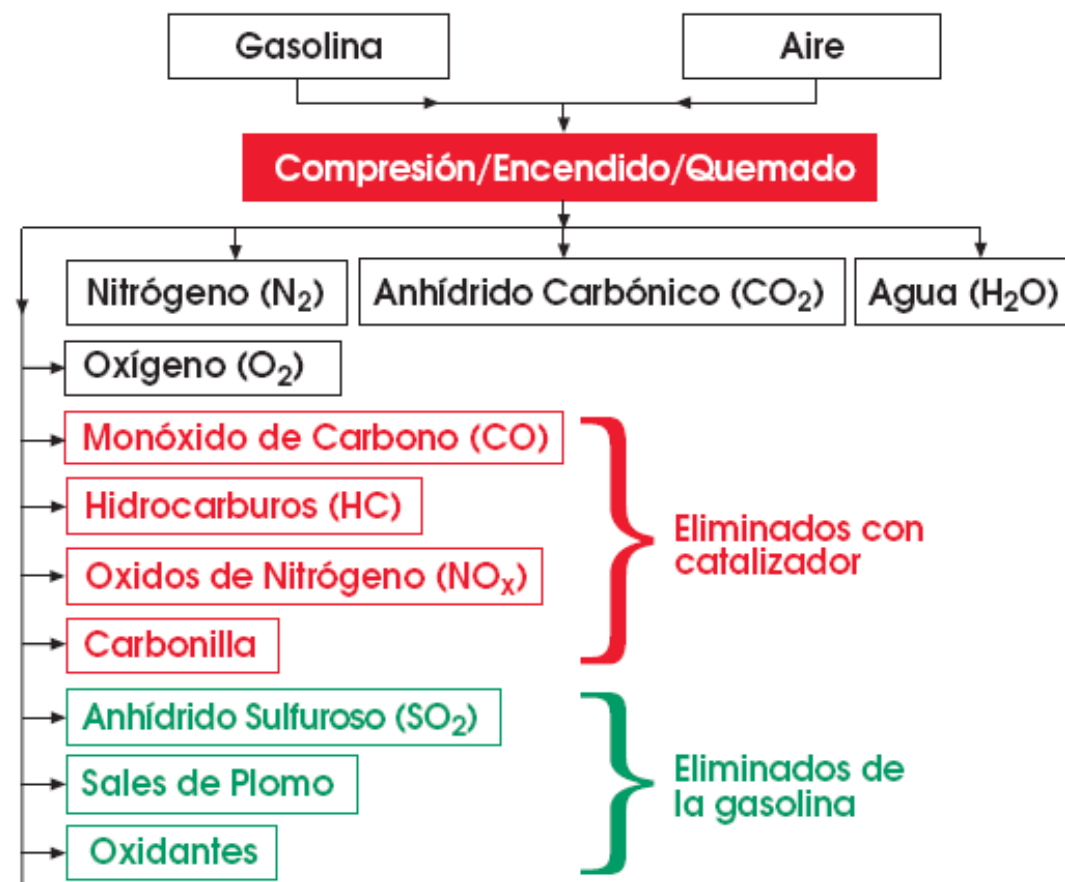 Gasolina
Aire
Compresión/Encendido/Quemado
Nitrógeno (N₂)
Anhídrido Carbónico (CO₂)
Agua (H₂O)
Oxígeno (O₂)
Monóxido de Carbono (CO)
Hidrocarburos (HC)
Oxidos de Nitrógeno (NOₓ)
Carbonilla
Eliminados con
catalizador
Anhídrido Sulfuroso (SO₂)
Sales de Plomo
Oxidantes
Eliminados de
la gasolina